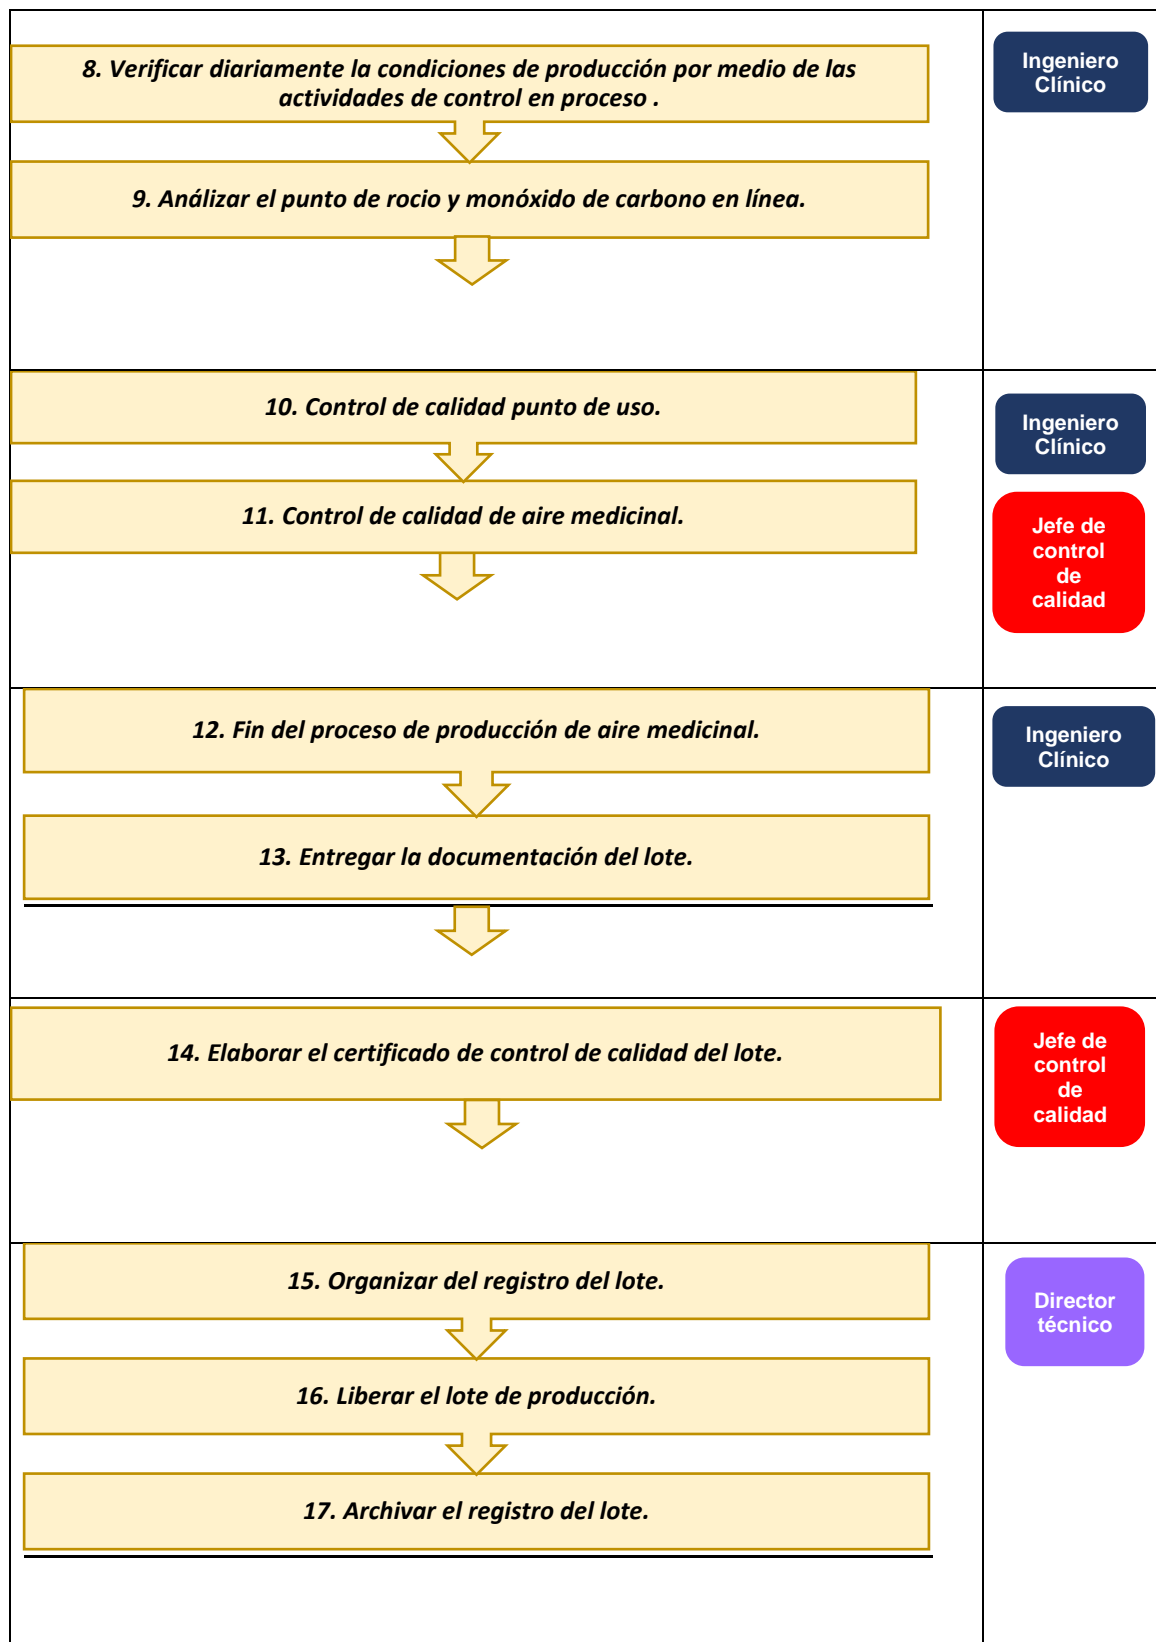 8. Verificar diariamente la condiciones de producción por medio de las
actividades de control en proceso .
Ingeniero
Clínico
9. Análizar el punto de rocio y monóxido de carbono en línea.
10. Control de calidad punto de uso.
Ingeniero
Clínico
11. Control de calidad de aire medicinal.
Jefe de
control
de
calidad
12. Fin del proceso de producción de aire medicinal.
Ingeniero
Clínico
13. Entregar la documentación del lote.
14. Elaborar el certificado de control de calidad del lote.
Jefe de
control
de
calidad
15. Organizar del registro del lote.
Director
técnico
16. Liberar el lote de producción.
17. Archivar el registro del lote.